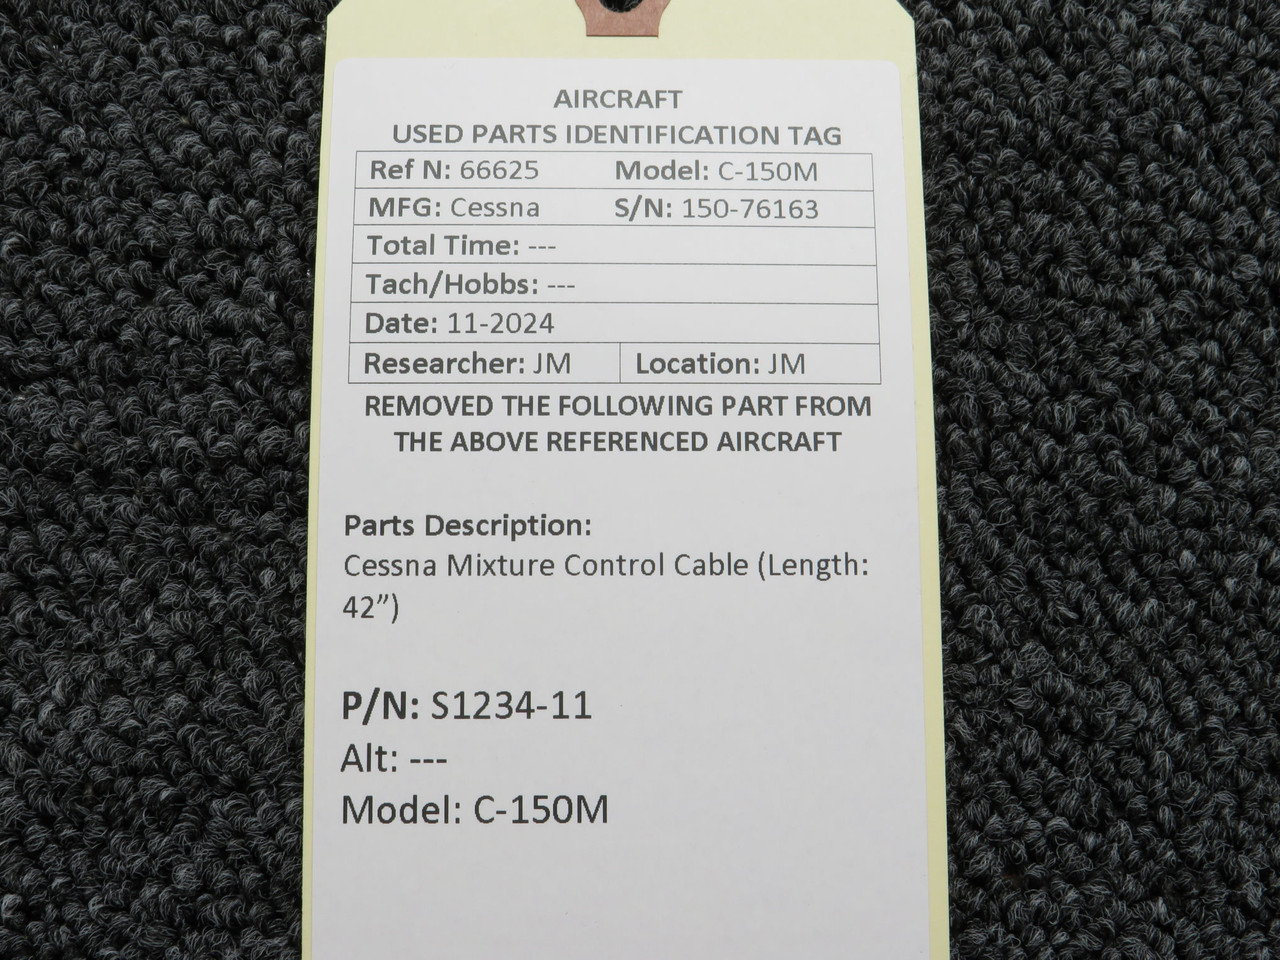 AIRCRAFT
USED PARTS IDENTIFICATION TAG
Ref N: 66625 Model: C-150M
MFG: Cessna S/N: 150-76163
Total Time: ---
Tach/Hobbs: ---
Date: 11-2024
Researcher: JM Location: JM
REMOVED THE FOLLOWING PART FROM
THE ABOVE REFERENCED AIRCRAFT
Parts Description:
Cessna Mixture Control Cable (Length:
42”)
P/N: S1234-11
Alt: ---
Model: C-150M